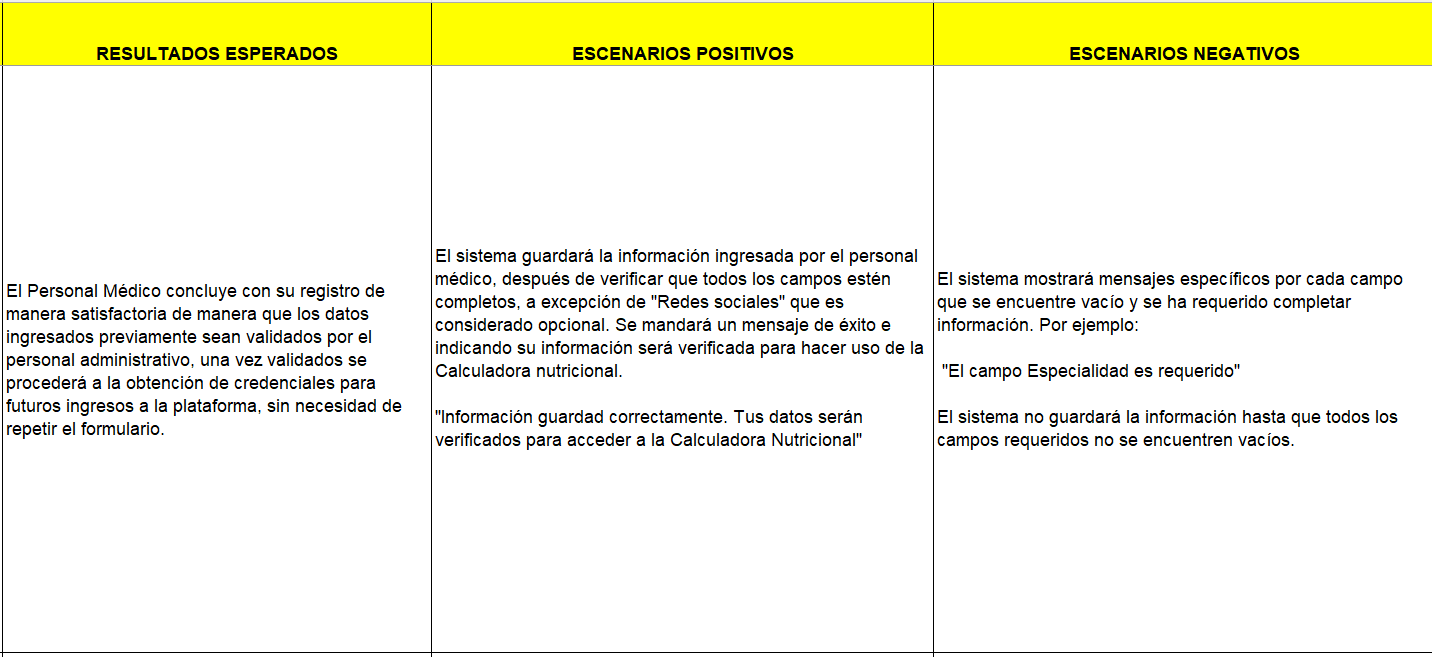 RESULTADOS ESPERADOS
ESCENARIOS POSITIVOS
ESCENARIOS NEGATIVOS
El Personal Médico concluye con su registro de
manera satisfactoria de manera que los datos
ingresados previamente sean validados por el
personal administrativo, una vez validados se
procederá a la obtención de credenciales para
futuros ingresos a la plataforma, sin necesidad de
repetir el formulario.
El sistema guardará la información ingresada por el personal
médico, después de verificar que todos los campos estén
completos, a excepción de "Redes sociales" que es
considerado opcional. Se mandará un mensaje de éxito e
indicando su información será verificada para hacer uso de la
Calculadora nutricional.
"Información guardad correctamente. Tus datos serán
verificados para acceder a la Calculadora Nutricional"
El sistema mostrará mensajes específicos por cada campo
que se encuentre vacío y se ha requerido completar
información. Por ejemplo:
"El campo Especialidad es requerido"
El sistema no guardará la información hasta que todos los
campos requeridos no se encuentren vacíos.